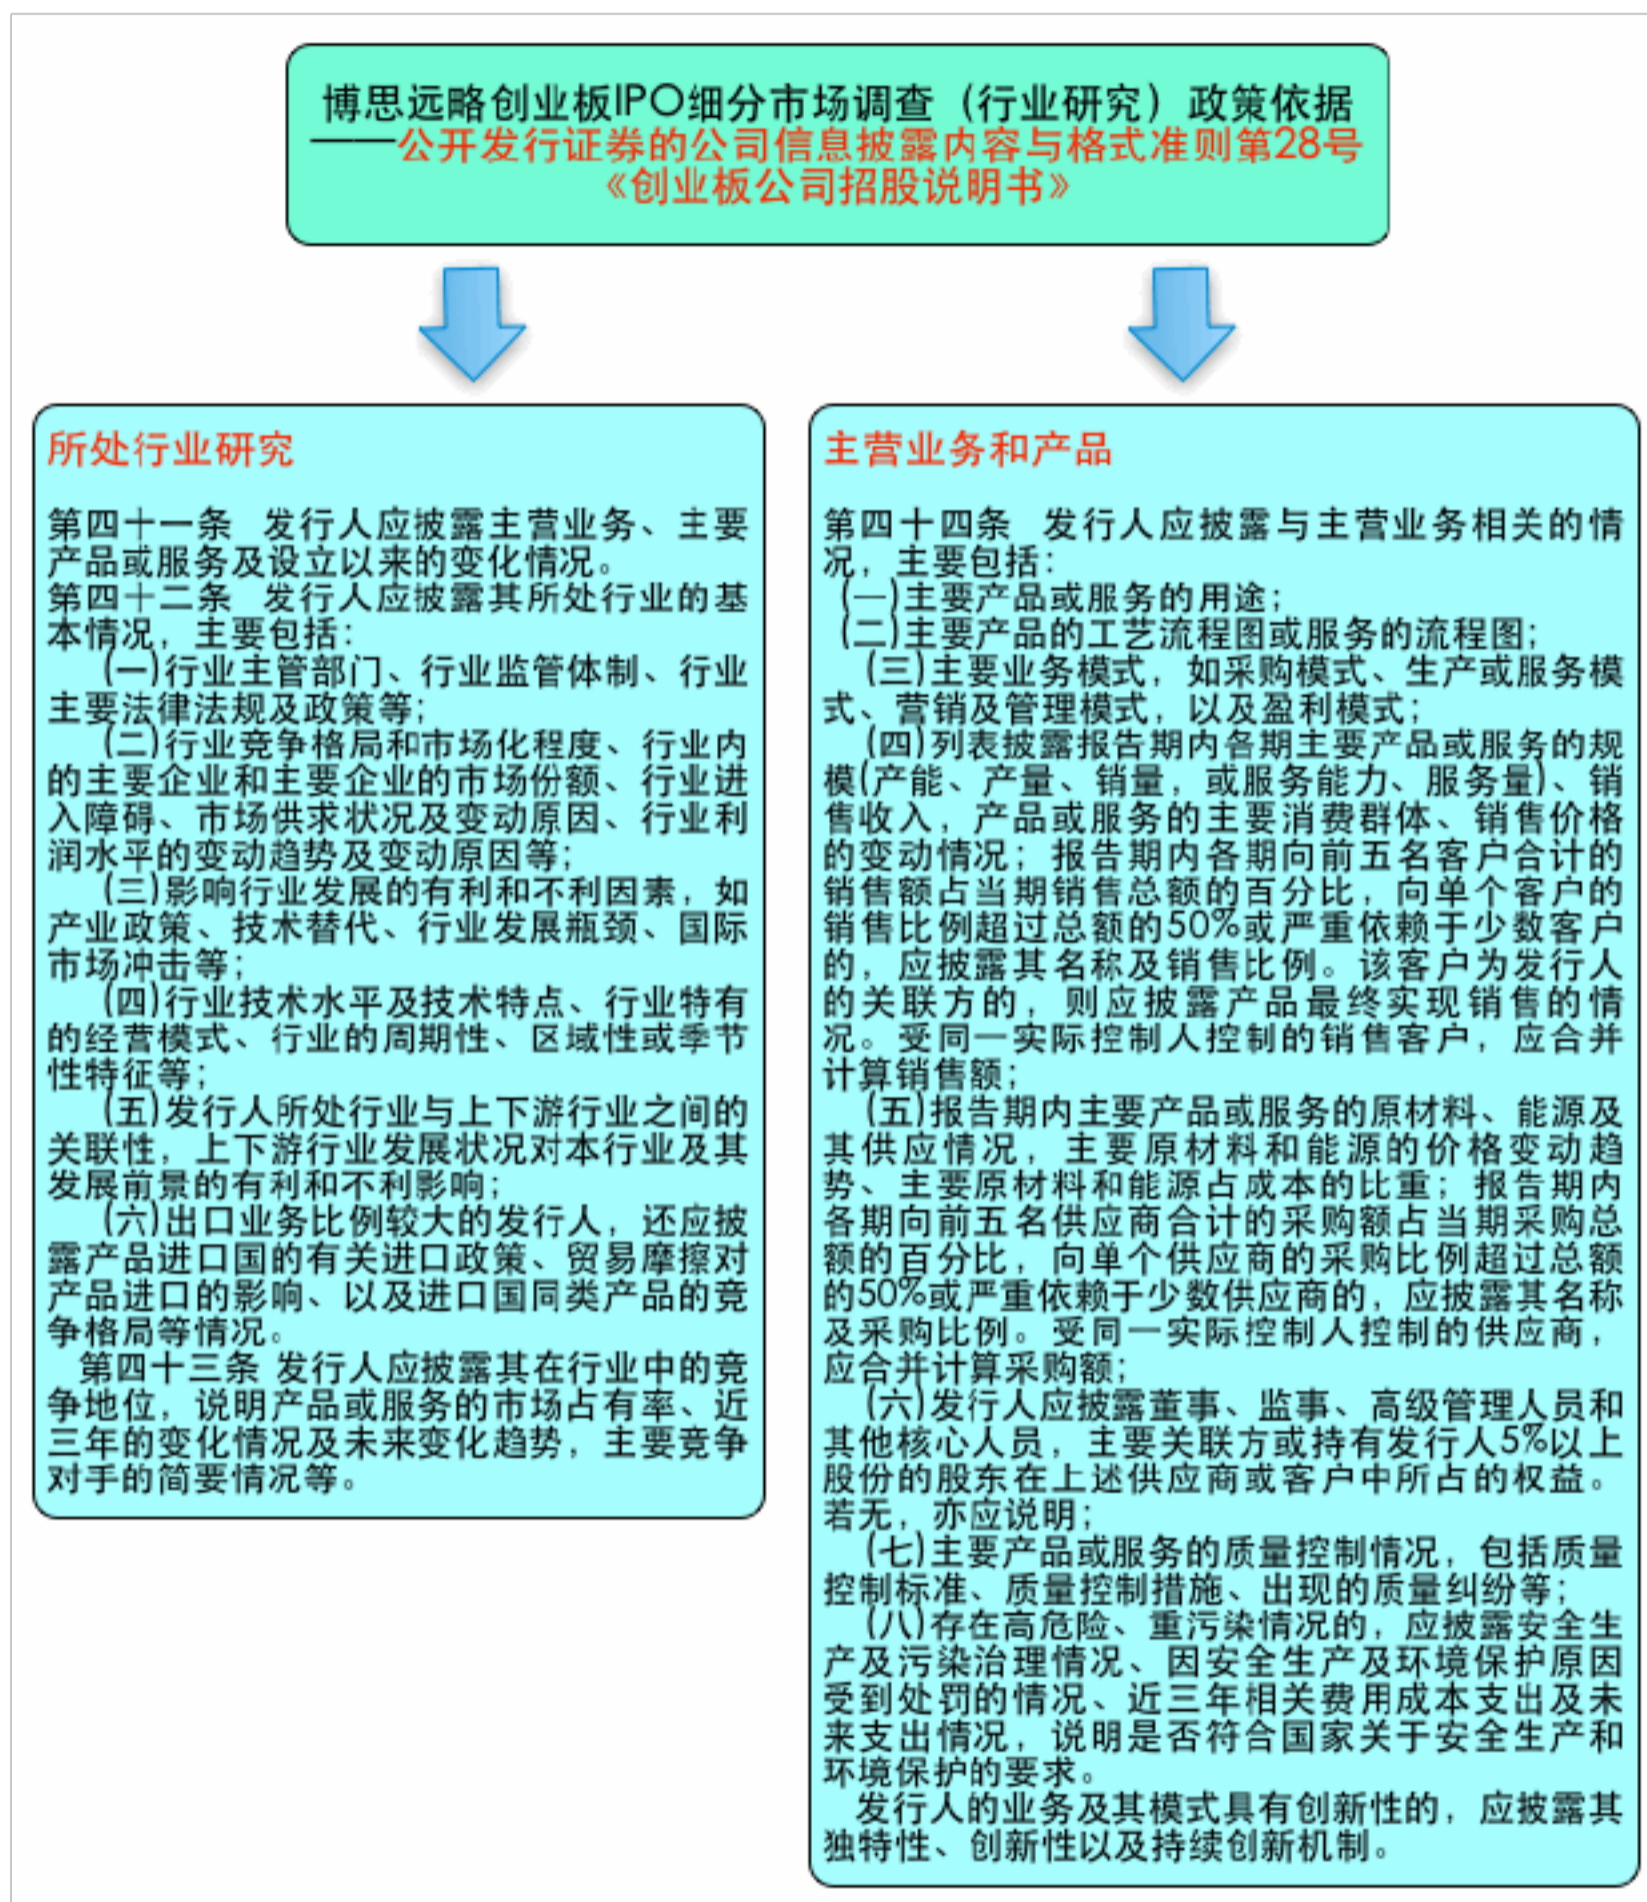 博思远略创业板IPO细分市场调查（行业研究）政策依据
——公开发行证券的公司信息披露内容与格式准则第28号
《创业板公司招股说明书》
所处行业研究
第四十一条 发行人应披露主营业务、主要
产品或服务及设立以来的变化情况。
第四十二条 发行人应披露其所处行业的基
本情况，主要包括：
(一)行业主管部门、行业监管体制、行业
主要法律法规及政策等；
(二)行业竞争格局和市场化程度、行业内
的主要企业和主要企业的市场份额、行业进
入障碍、市场供求状况及变动原因、行业利
润水平的变动趋势及变动原因等；
(三)影响行业发展的有利和不利因素，如
产业政策、技术替代、行业发展瓶颈、国际
市场冲击等；
(四)行业技术水平及技术特点、行业特有
的经营模式、行业的周期性、区域性或季节
性特征等；
(五)发行人所处行业与上下游行业之间的
关联性，上下游行业发展状况对本行业及其
发展前景的有利和不利影响；
(六)出口业务比例较大的发行人，还应披
露产品进口国的有关进口政策、贸易摩擦对
产品进口的影响、以及进口国同类产品的竞
争格局等情况。
第四十三条 发行人应披露其在行业中的竞
争地位，说明产品或服务的市场占有率、近
三年的变化情况及未来变化趋势，主要竞争
对手的简要情况等。
主营业务和产品
第四十四条 发行人应披露与主营业务相关的情
况，主要包括：
(一)主要产品或服务的用途；
(二)主要产品的工艺流程图或服务的流程图；
(三)主要业务模式，如采购模式、生产或服务模
式、营销及管理模式，以及盈利模式；
(四)列表披露报告期内各期主要产品或服务的规
模(产能、产量、销量，或服务能力、服务量)、销
售收入，产品或服务的主要消费群体、销售价格
的变动情况；报告期内各期向前五名客户合计的
销售额占当期销售总额的百分比，向单个客户的
销售比例超过总额的50%或严重依赖于少数客户
的，应披露其名称及销售比例。该客户为发行人
的关联方的，则应披露产品最终实现销售的情
况。受同一实际控制人控制的销售客户，应合并
计算销售额；
(五)报告期内主要产品或服务的原材料、能源及
其供应情况，主要原材料和能源的价格变动趋
势、主要原材料和能源占成本的比重；报告期内
各期向前五名供应商合计的采购额占当期采购总
额的百分比，向单个供应商的采购比例超过总额
的50%或严重依赖于少数供应商的，应披露其名称
及采购比例。受同一实际控制人控制的供应商，
应合并计算采购额；
(六)发行人应披露董事、监事、高级管理人员和
其他核心人员，主要关联方或持有发行人5%以上
股份的股东在上述供应商或客户中所占的权益。
若无，亦应说明；
(七)主要产品或服务的质量控制情况，包括质量
控制标准、质量控制措施、出现的质量纠纷等；
(八)存在高危险、重污染情况的，应披露安全生
产及污染治理情况、因安全生产及环境保护原因
受到处罚的情况、近三年相关费用成本支出及未
来支出情况，说明是否符合国家关于安全生产和
环境保护的要求。
发行人的业务及其模式具有创新性的，应披露其
独特性、创新性以及持续创新机制。